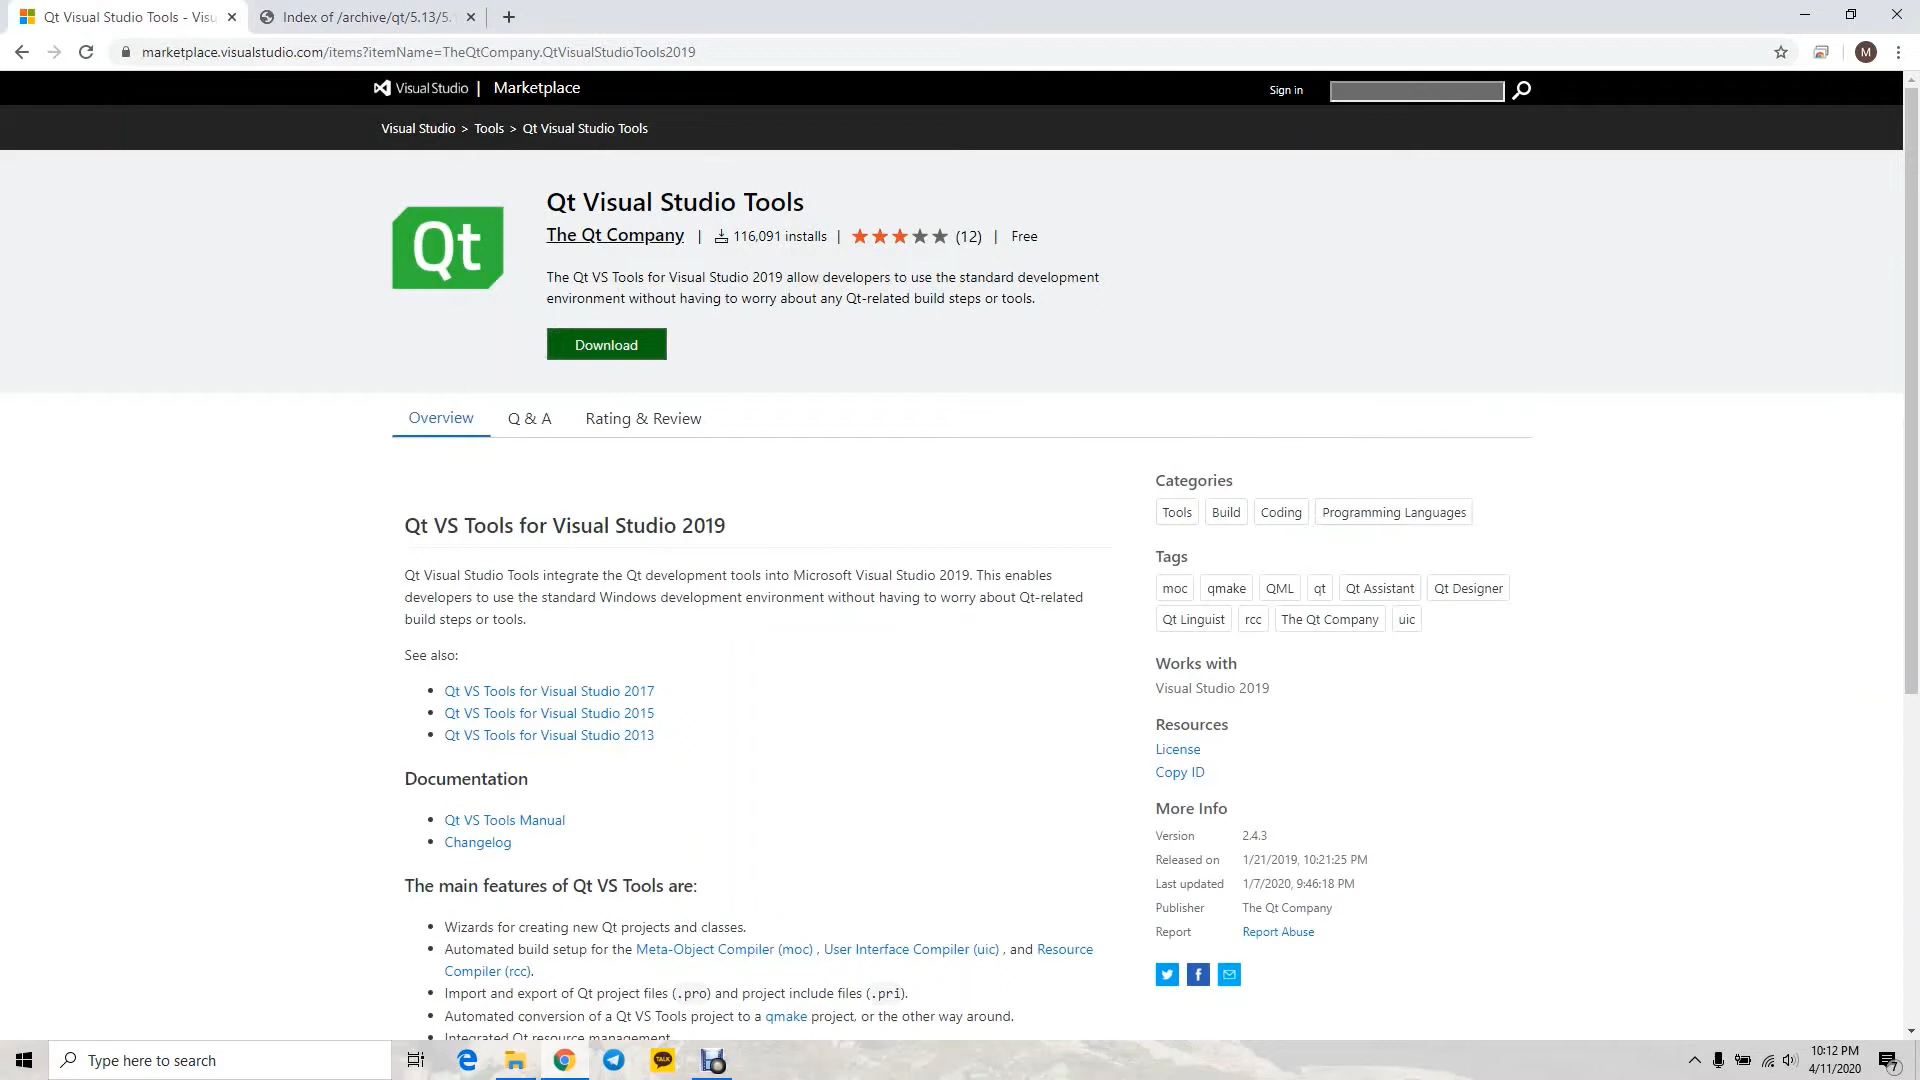 Qt Visual Studio Tools - Visu
Index of /archive/qt/5.13/5.1
marketplace.visualstudio.com/items?itemName=TheQtCompany.QtVisualStudioTools2019
M
Visual Studio | Marketplace
Sign in
Visual Studio > Tools > Qt Visual Studio Tools
Qt
Qt Visual Studio Tools
The Qt Company | 116,091 installs | (12) | Free
The Qt VS Tools for Visual Studio 2019 allow developers to use the standard development
environment without having to worry about any Qt-related build steps or tools.
Download
Overview Q & A Rating & Review
Qt VS Tools for Visual Studio 2019
Qt Visual Studio Tools integrate the Qt development tools into Microsoft Visual Studio 2019. This enables
developers to use the standard Windows development environment without having to worry about Qt-related
build steps or tools.
See also:
• Qt VS Tools for Visual Studio 2017
• Qt VS Tools for Visual Studio 2015
• Qt VS Tools for Visual Studio 2013
Documentation
• Qt VS Tools Manual
• Changelog
The main features of Qt VS Tools are:
• Wizards for creating new Qt projects and classes.
• Automated build setup for the Meta-Object Compiler (moc) , User Interface Compiler (uic) , and Resource
Compiler (rcc).
• Import and export of Qt project files (.pro) and project include files (.pri).
• Automated conversion of a Qt VS Tools project to a qmake project, or the other way around.
• Integrated Qt resource management
Categories
Tools Build Coding Programming Languages
Tags
moc qmake QML qt Qt Assistant Qt Designer
Qt Linguist rcc The Qt Company uic
Works with
Visual Studio 2019
Resources
License
Copy ID
More Info
Version 2.4.3
Released on 1/21/2019, 10:21:25 PM
Last updated 1/7/2020, 9:46:18 PM
Publisher The Qt Company
Report Report Abuse
Type here to search
TALK
10:12 PM
4/11/2020
7